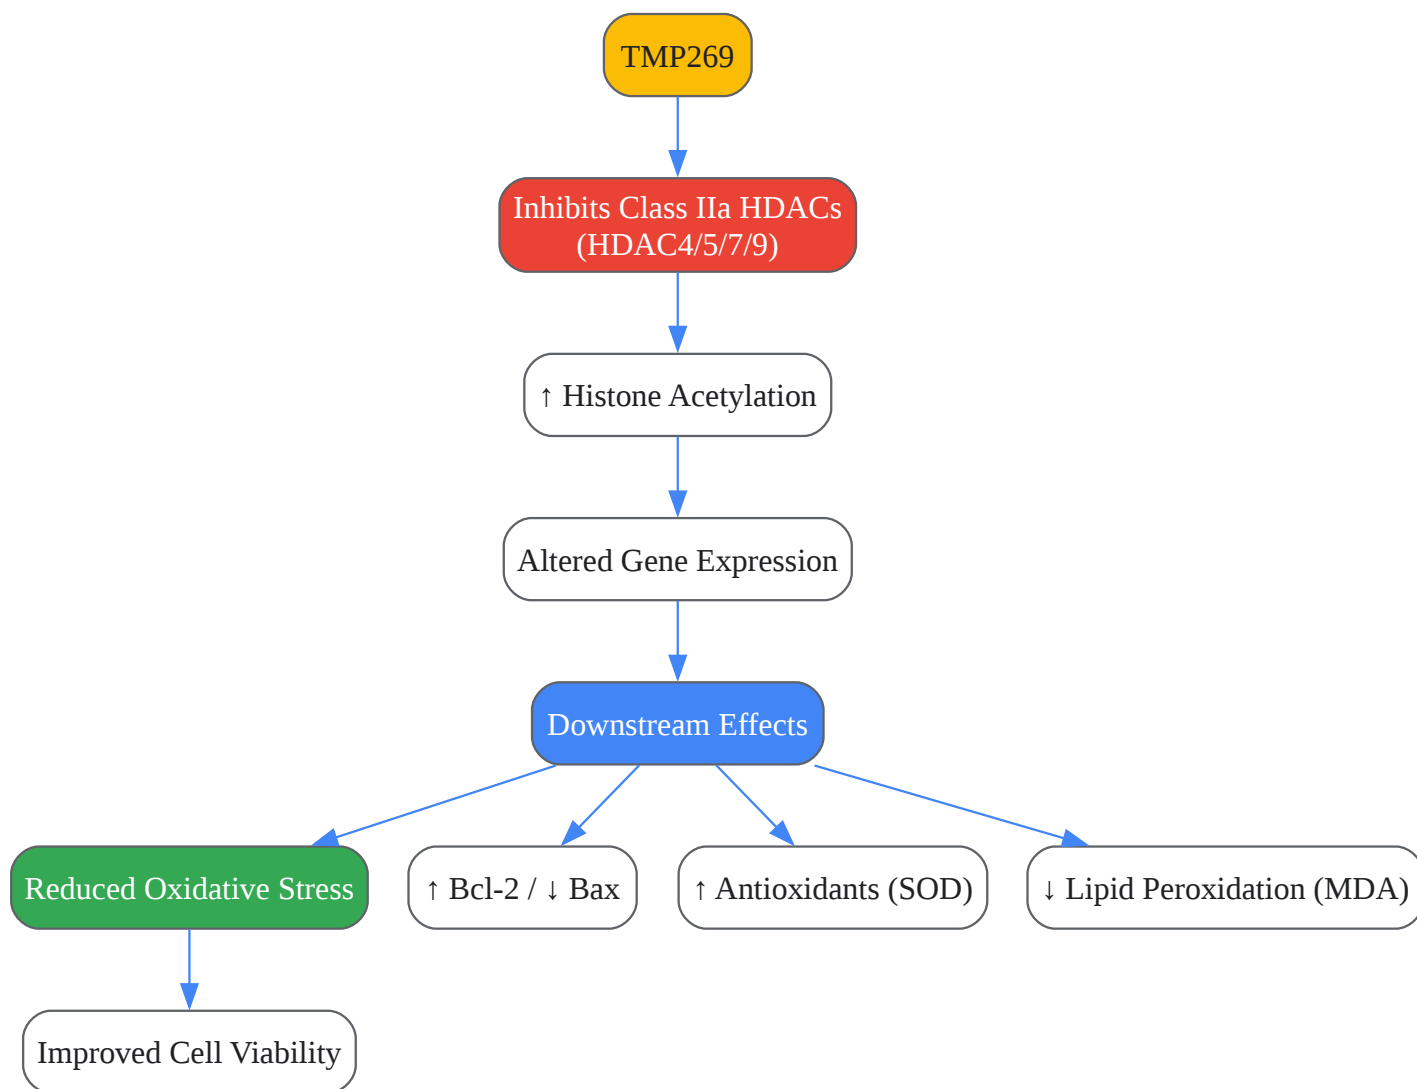 TMP269
Inhibits Class IIa HDACs
(HDAC4/5/7/9)
↑ Histone Acetylation
Altered Gene Expression
Downstream Effects
Reduced Oxidative Stress
↑ Bcl-2 / ↓ Bax
↑ Antioxidants (SOD)
↓ Lipid Peroxidation (MDA)
Improved Cell Viability